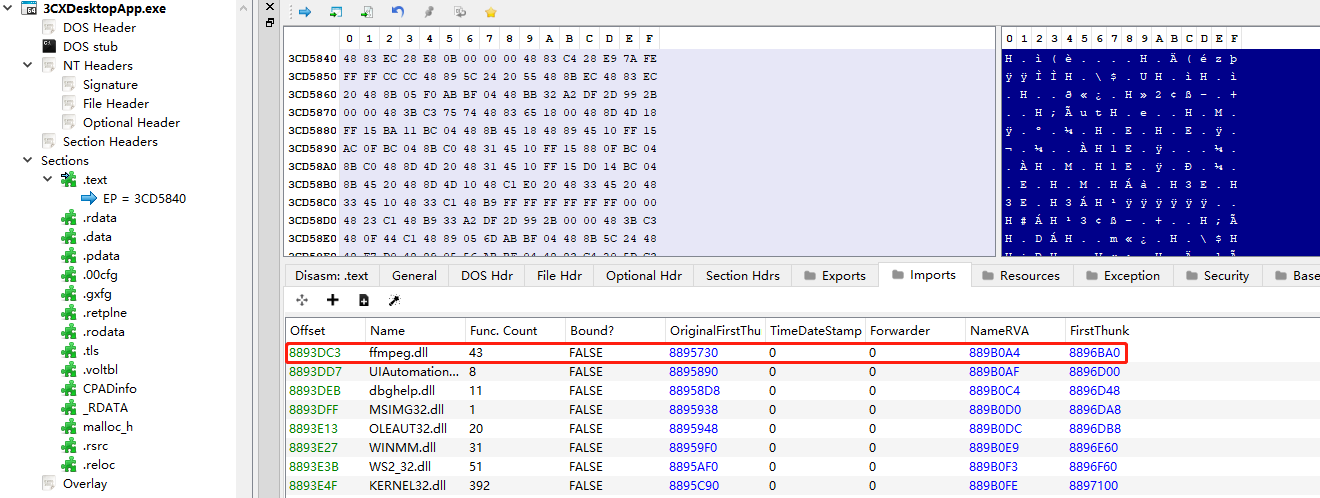 3CXDesktopApp.exe
DOS Header
DOS stub
NT Headers
Signature
File Header
Optional Header
Section Headers
Sections
.text
EP = 3CD5840
.rdata
.data
.pdata
.00cfg
.gxfg
.retplne
.rodata
.tls
.voltbl
CPADinfo
_RDATA
malloc_h
.rsrc
.reloc
Overlay
0 1 2 3 4 5 6 7 8 9 A B C D E F
3CD5840 48 83 EC 28 E8 0B 00 00 00 48 83 C4 28 E9 7A FE
3CD5850 FF FF CC CC 48 89 5C 24 20 55 48 8B EC 48 83 EC
3CD5860 20 48 8B 05 F0 AB BF 04 48 BB 32 A2 DF 2D 99 2B
3CD5870 00 00 48 3B C3 75 74 48 83 65 18 00 48 8D 4D 18
3CD5880 FF 15 BA 11 BC 04 48 8B 45 18 48 89 45 10 FF 15
3CD5890 AC 0F BC 04 8B C0 48 31 45 10 FF 15 88 0F BC 04
3CD58A0 8B C0 48 8D 4D 20 48 31 45 10 FF 15 D0 14 BC 04
3CD58B0 8B 45 20 48 8D 4D 10 48 C1 E0 20 48 33 45 20 48
3CD58C0 33 45 10 48 33 C1 48 B9 FF FF FF FF FF FF 00 00
3CD58D0 48 23 C1 48 B9 33 A2 DF 2D 99 2B 00 00 48 3B C3
3CD58E0 48 0F 44 C1 48 89 05 6D AB BF 04 48 8B 5C 24 48
0 1 2 3 4 5 6 7 8 9 A B C D E F
H . ì ( è . . . . H . Ä ( é z þ
ÿ ÿ Ì Ì H . \ $ . U H . ì H . ì
. H . . ð « ¿ . H » 2 ¢ ß - . +
. . H ; Ã u t H . e . . H . M .
ÿ . º . ¼ . H . E . H . E . ÿ .
¬ . ¼ . . À H 1 E . ÿ . . . ¼ .
. À H . M . H 1 E . ÿ . Ð . ¼ .
. E . H . M . H Á à . H 3 E . H
3 E . H 3 Á H ¹ ÿ ÿ ÿ ÿ ÿ ÿ . .
H # Á H ¹ 3 ¢ ß - . + . . H ; Ã
H . D Á H . . m « ¿ . H . \ $ H
Disasm: .text General DOS Hdr File Hdr Optional Hdr Section Hdrs Exports Imports Resources Exception Security Base
Offset Name Func. Count Bound? OriginalFirstThu TimeDateStamp Forwarder NameRVA FirstThunk
8893DC3 ffmpeg.dll 43 FALSE 8895730 0 0 889B0A4 8896BA0
8893DD7 UIAutomation... 8 FALSE 8895890 0 0 889B0AF 8896D00
8893DEB dbghelp.dll 11 FALSE 88958D8 0 0 889B0C4 8896D48
8893DFF MSIMG32.dll 1 FALSE 8895938 0 0 889B0D0 8896DA8
8893E13 OLEAUT32.dll 20 FALSE 8895948 0 0 889B0DC 8896DB8
8893E27 WINMM.dll 31 FALSE 88959F0 0 0 889B0E9 8896E60
8893E3B WS2_32.dll 51 FALSE 8895AF0 0 0 889B0F3 8896F60
8893E4F KERNEL32.dll 392 FALSE 8895C90 0 0 889B0FE 8897100